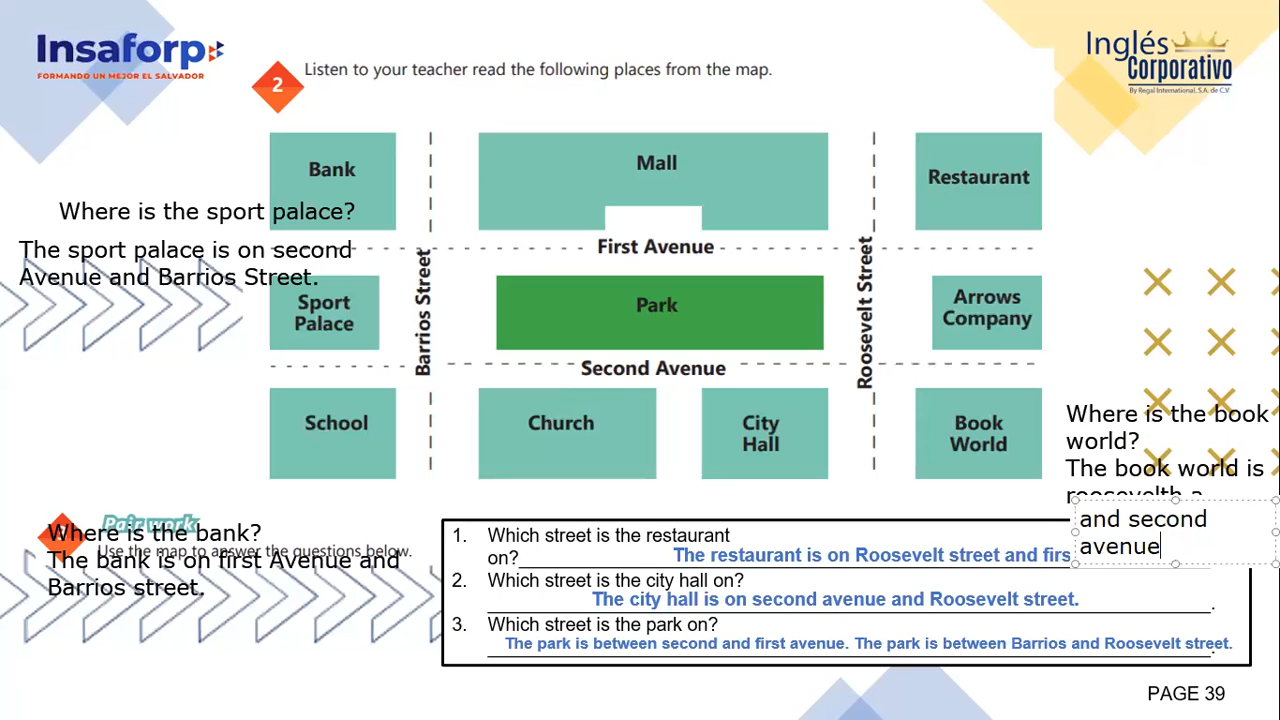 Insaforp
FORMANDO UN MEJOR EL SALVADOR
Inglés
Corporativo
By Regal International, S.A. de C.V
2
Listen to your teacher read the following places from the map.
Bank
Mall
Restaurant
Where is the sport palace?
The sport palace is on second
Avenue and Barrios Street.
First Avenue
Barrios Street
Roosevelt Street
Sport
Palace
Park
Arrows
Company
Second Avenue
School
Church
City
Hall
Book
World
Where is the book
world?
The book world is
roosevelth a
and second
avenue
Pair work
Use the map to answer the questions below.
Where is the bank?
The bank is on first Avenue and
Barrios street.
1. Which street is the restaurant
on? The restaurant is on Roosevelt street and firs
2. Which street is the city hall on?
The city hall is on second avenue and Roosevelt street.
3. Which street is the park on?
The park is between second and first avenue. The park is between Barrios and Roosevelt street.
PAGE 39